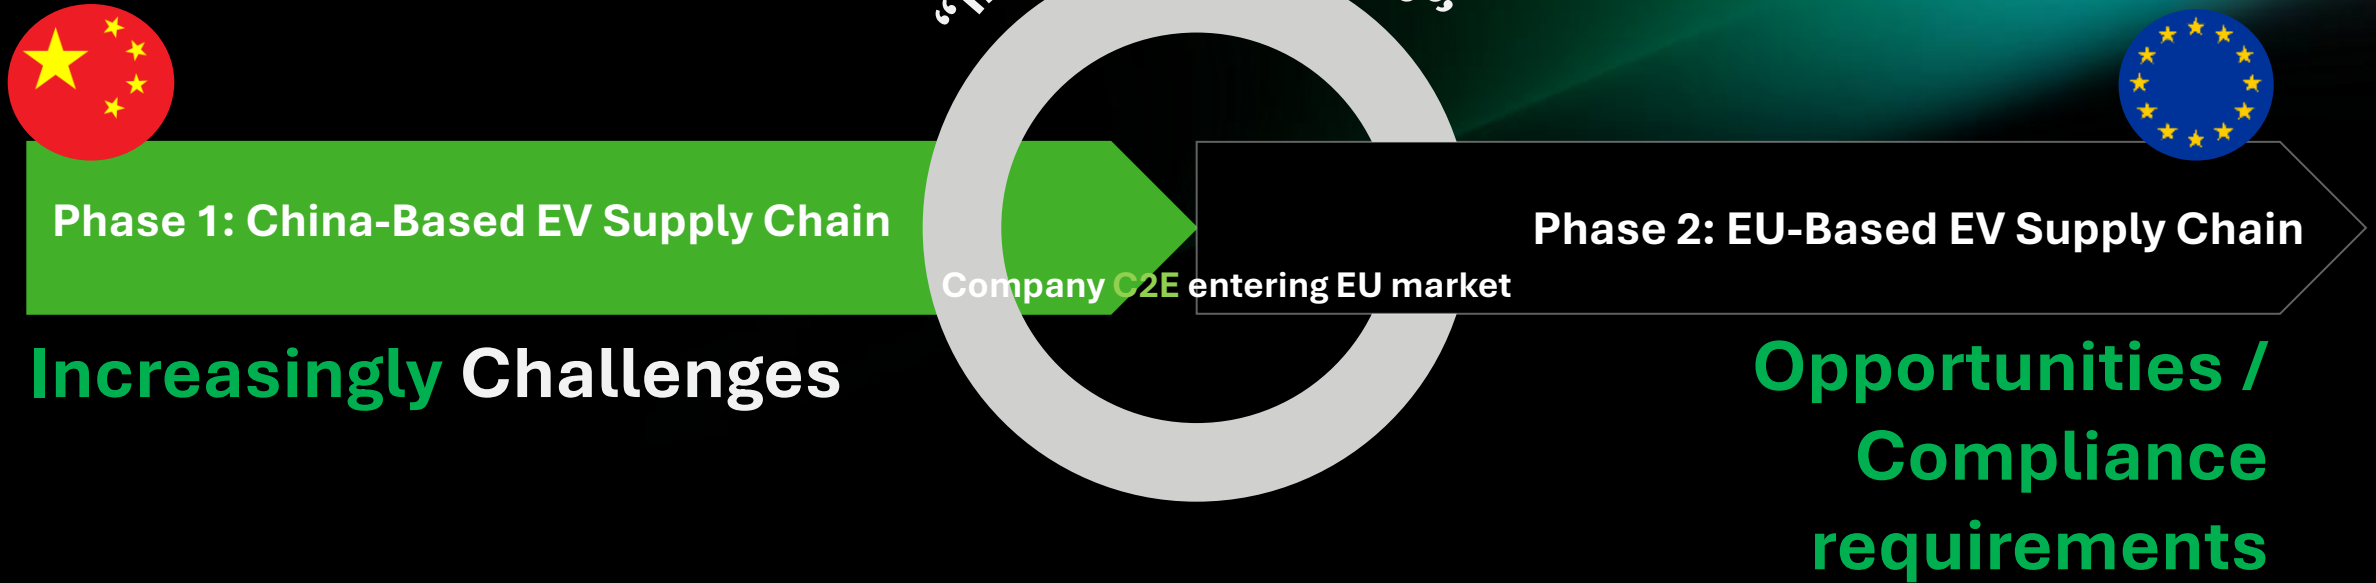 Phase 1: China-Based EV Supply Chain
Phase 2: EU-Based EV Supply Chain
Company C2E entering EU market
Increasingly Challenges
Opportunities /
Compliance
requirements